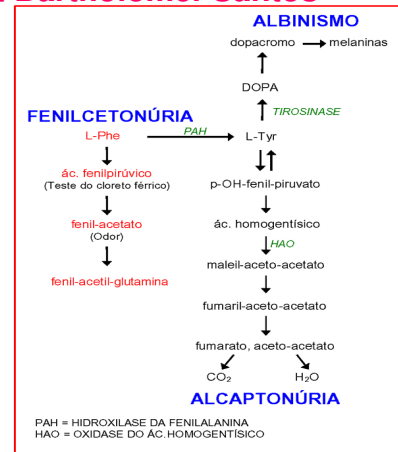 ALBINISMO
dopacromo → melaninas
DOPA
TIROSINASE
FENILCETONÚRIA
L-Phe
PAH
L-Tyr
ác. fenilpirúvico
(Teste do cloreto férrico)
p-OH-fenil-piruvato
fenil-acetato
(Odor)
ác. homogentísico
HAO
fenil-acetil-glutamina
maleil-aceto-acetato
fumaril-aceto-acetato
fumarato, aceto-acetato
CO₂
H₂O
ALCAPTONÚRIA
PAH = HIDROXILASE DA FENILALANINA
HAO = OXIDASE DO ÁC.HOMOGENTÍSICO